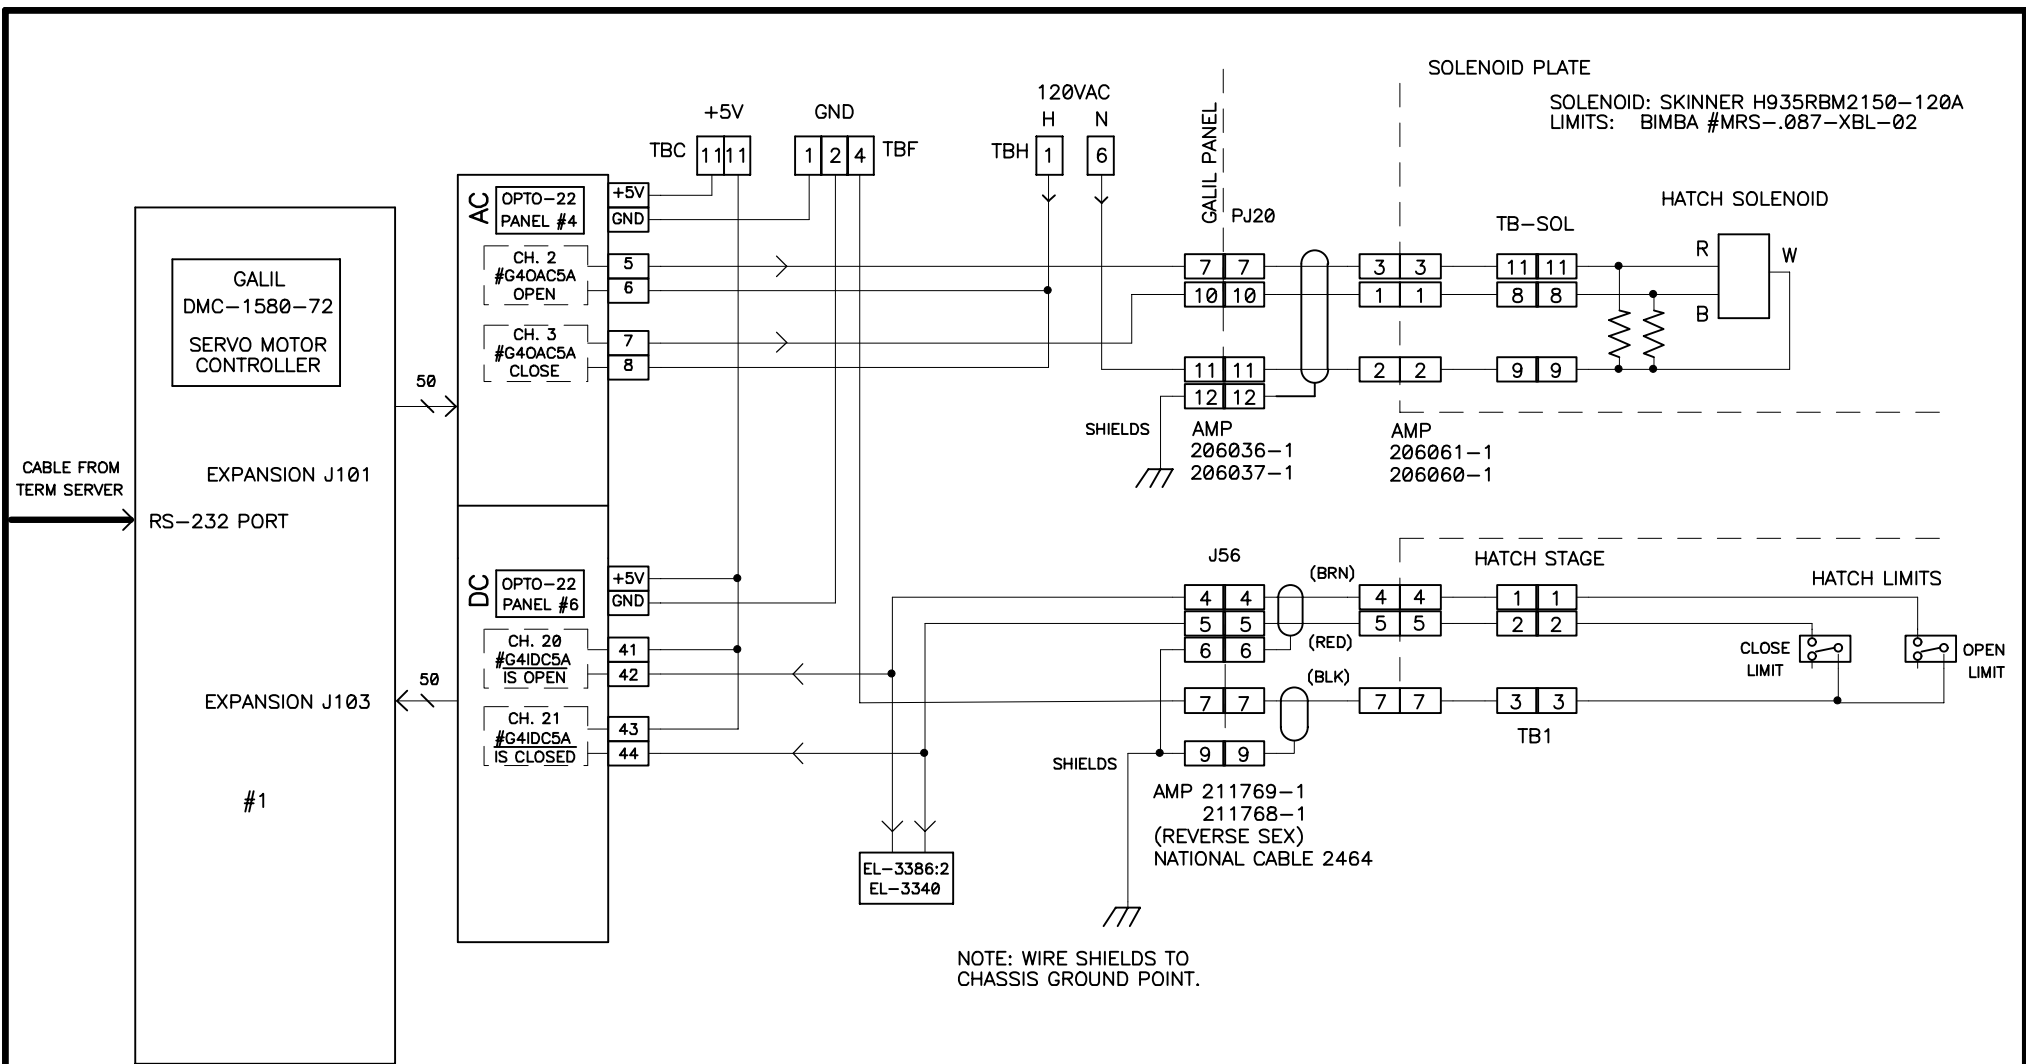 SOLENOID PLATE
SOLENOID: SKINNER H935RBM2150-120A
LIMITS: BIMBA #MRS-.087-XBL-02
120VAC
H N
+5V
GND
TBC 11 11
1 2 4 TBF
TBH 1
6
GALIL PANEL
PJ20
TB-SOL
HATCH SOLENOID
AC
OPTO-22
PANEL #4
+5V
GND
CH. 2
#G4OAC5A
OPEN
5
6
CH. 3
#G4OAC5A
CLOSE
7
8
7 7
10 10
11 11
12 12
3 3
1 1
2 2
11 11
8 8
9 9
R
B
W
GALIL
DMC-1580-72
SERVO MOTOR
CONTROLLER
50
SHIELDS
AMP
206036-1
206037-1
AMP
206061-1
206060-1
CABLE FROM
TERM SERVER
EXPANSION J101
RS-232 PORT
DC
OPTO-22
PANEL #6
+5V
GND
CH. 20
#G4IDC5A
IS OPEN
41
42
CH. 21
#G4IDC5A
IS CLOSED
43
44
EXPANSION J103
50
#1
J56
HATCH STAGE
HATCH LIMITS
(BRN)
(RED)
(BLK)
4 4
5 5
6 6
7 7
9 9
4 4
5 5
7 7
1 1
2 2
3 3
TB1
CLOSE
LIMIT
OPEN
LIMIT
SHIELDS
AMP 211769-1
211768-1
(REVERSE SEX)
NATIONAL CABLE 2464
EL-3386:2
EL-3340
NOTE: WIRE SHIELDS TO
CHASSIS GROUND POINT.